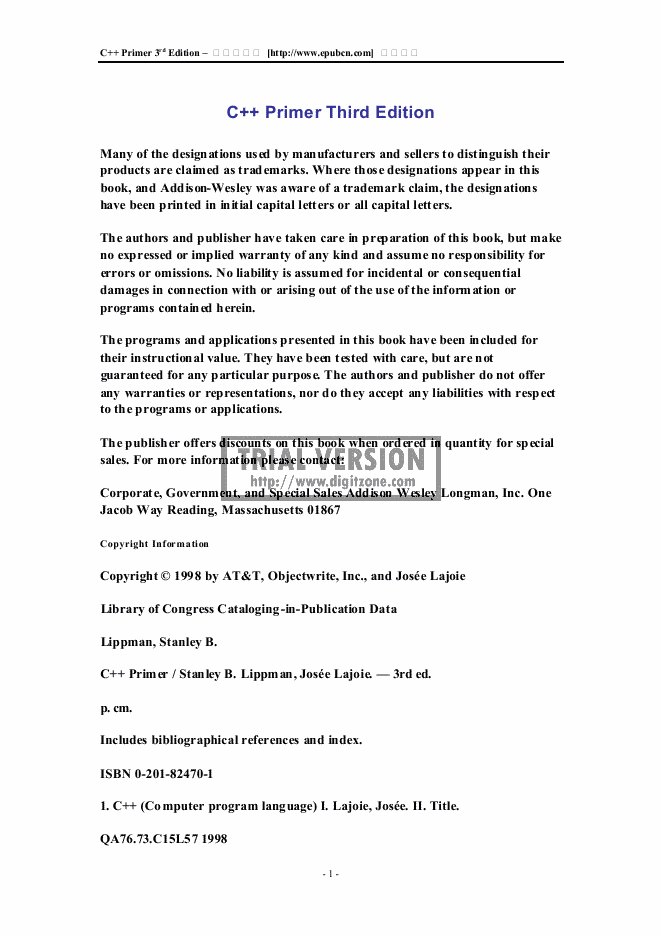 C++ Primer 3rd Edition – □ □ □ □ □ [http://www.epubcn.com] □ □ □ □
C++ Primer Third Edition
Many of the designations used by manufacturers and sellers to distinguish their
products are claimed as trademarks. Where those designations appear in this
book, and Addison-Wesley was aware of a trademark claim, the designations
have been printed in initial capital letters or all capital letters.
The authors and publisher have taken care in preparation of this book, but make
no expressed or implied warranty of any kind and assume no responsibility for
errors or omissions. No liability is assumed for incidental or consequential
damages in connection with or arising out of the use of the information or
programs contained herein.
The programs and applications presented in this book have been included for
their instructional value. They have been tested with care, but are not
guaranteed for any particular purpose. The authors and publisher do not offer
any warranties or representations, nor do they accept any liabilities with respect
to the programs or applications.
The publisher offers discounts on this book when ordered in quantity for special
sales. For more information please contact:
TRIAL VERSION
http://www.digitzone.com
Corporate, Government, and Special Sales Addison Wesley Longman, Inc. One
Jacob Way Reading, Massachusetts 01867
Copyright Information
Copyright © 1998 by AT&T, Objectwrite, Inc., and Josée Lajoie
Library of Congress Cataloging-in-Publication Data
Lippman, Stanley B.
C++ Primer / Stanley B. Lippman, Josée Lajoie. — 3rd ed.
p. cm.
Includes bibliographical references and index.
ISBN 0-201-82470-1
1. C++ (Computer program language) I. Lajoie, Josée. II. Title.
QA76.73.C15L57 1998
- 1 -